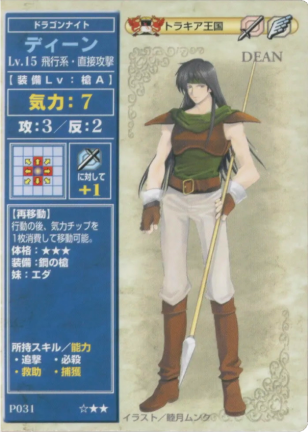 ドラゴンナイト
ディーン
Lv.15 飛行系・直接攻撃
【装備Lv：槍A】
気力：7
攻：3／反：2
に対して
+1
【再移動】
行動の後、気力チップを
1枚消費して移動可能。
体格：★★★
装備：鋼の槍
妹：エダ
所持スキル／能力
・追撃 ・必殺
・救助 ・捕獲
P031 ☆★★
トラキア王国
DEAN
イラスト／睦月ムンク